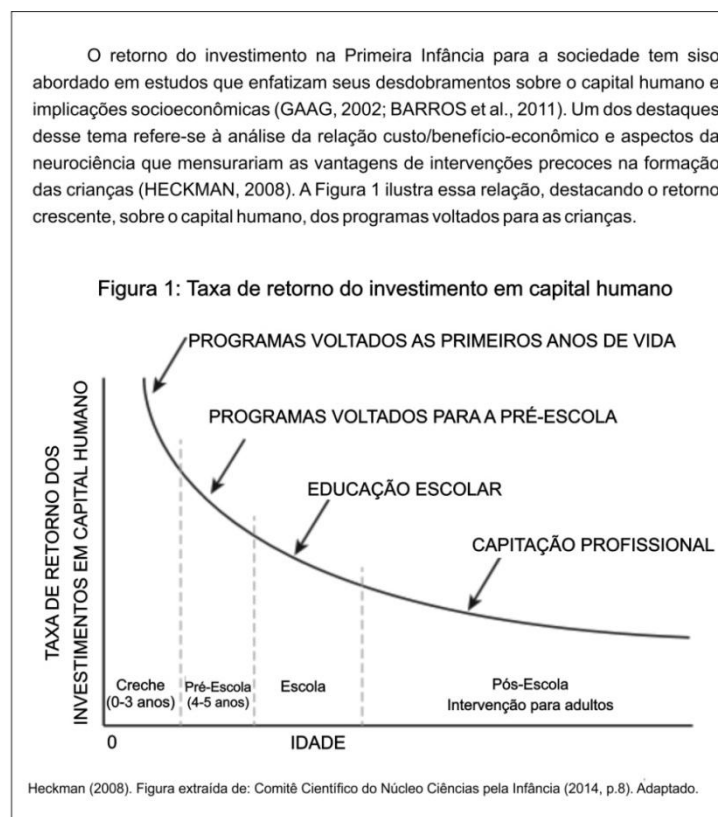 O retorno do investimento na Primeira Infância para a sociedade tem siso
abordado em estudos que enfatizam seus desdobramentos sobre o capital humano e
implicações socioeconômicas (GAAG, 2002; BARROS et al., 2011). Um dos destaques
desse tema refere-se à análise da relação custo/benefício-econômico e aspectos da
neurociência que mensurariam as vantagens de intervenções precoces na formação
das crianças (HECKMAN, 2008). A Figura 1 ilustra essa relação, destacando o retorno
crescente, sobre o capital humano, dos programas voltados para as crianças.
Figura 1: Taxa de retorno do investimento em capital humano
PROGRAMAS VOLTADOS AS PRIMEIROS ANOS DE VIDA
PROGRAMAS VOLTADOS PARA A PRÉ-ESCOLA
EDUCAÇÃO ESCOLAR
CAPITAÇÃO PROFISSIONAL
TAXA DE RETORNO DOS
INVESTIMENTOS EM CAPITAL HUMANO
Creche
(0-3 anos)
Pré-Escola
(4-5 anos)
Escola
Pós-Escola
Intervenção para adultos
0
IDADE
Heckman (2008). Figura extraída de: Comitê Científico do Núcleo Ciências pela Infância (2014, p.8). Adaptado.